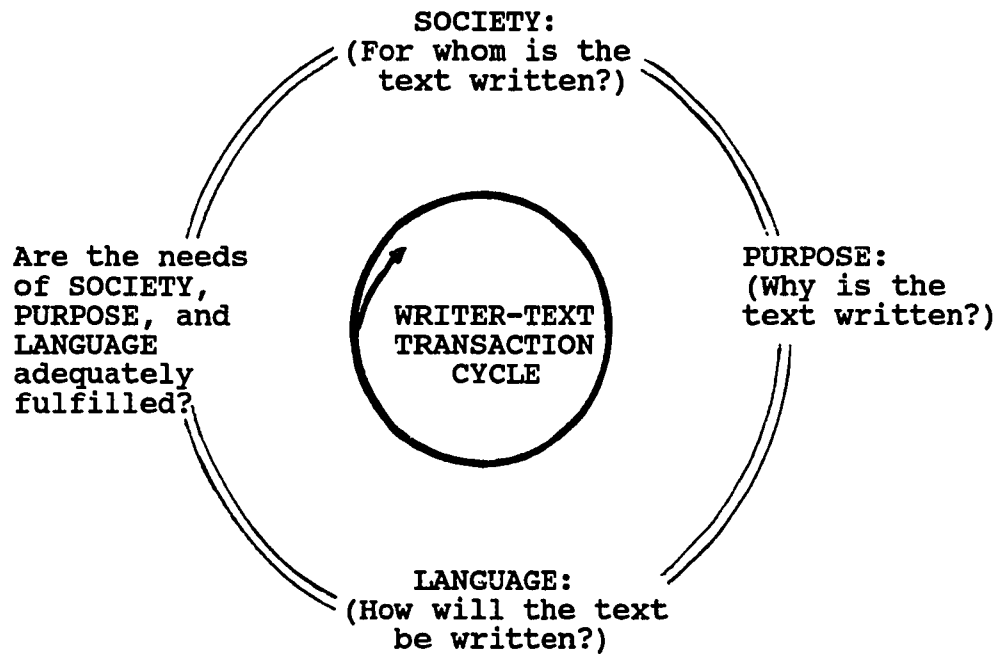 SOCIETY:
(For whom is the
text written?)
Are the needs
of SOCIETY,
PURPOSE, and
LANGUAGE
adequately
fulfilled?
WRITER-TEXT
TRANSACTION
CYCLE
PURPOSE:
(Why is the
text written?)
LANGUAGE:
(How will the text
be written?)